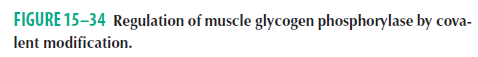 FIGURE 15–34 Regulation of muscle glycogen phosphorylase by cova-
lent modification.